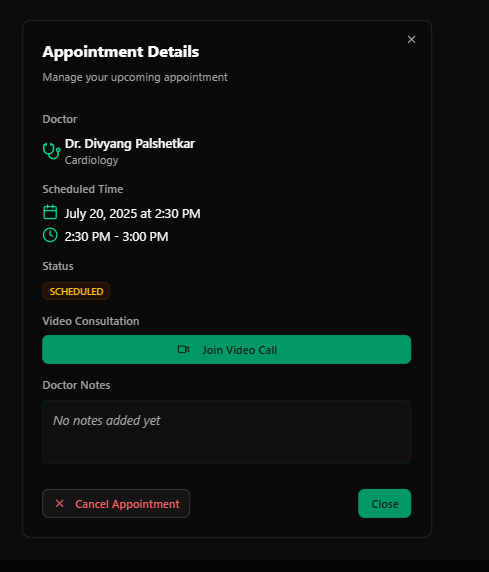 Appointment Details
Manage your upcoming appointment
Doctor
Dr. Divyang Palshetkar
Cardiology
Scheduled Time
July 20, 2025 at 2:30 PM
2:30 PM - 3:00 PM
Status
SCHEDULED
Video Consultation
Join Video Call
Doctor Notes
No notes added yet
Cancel Appointment
Close